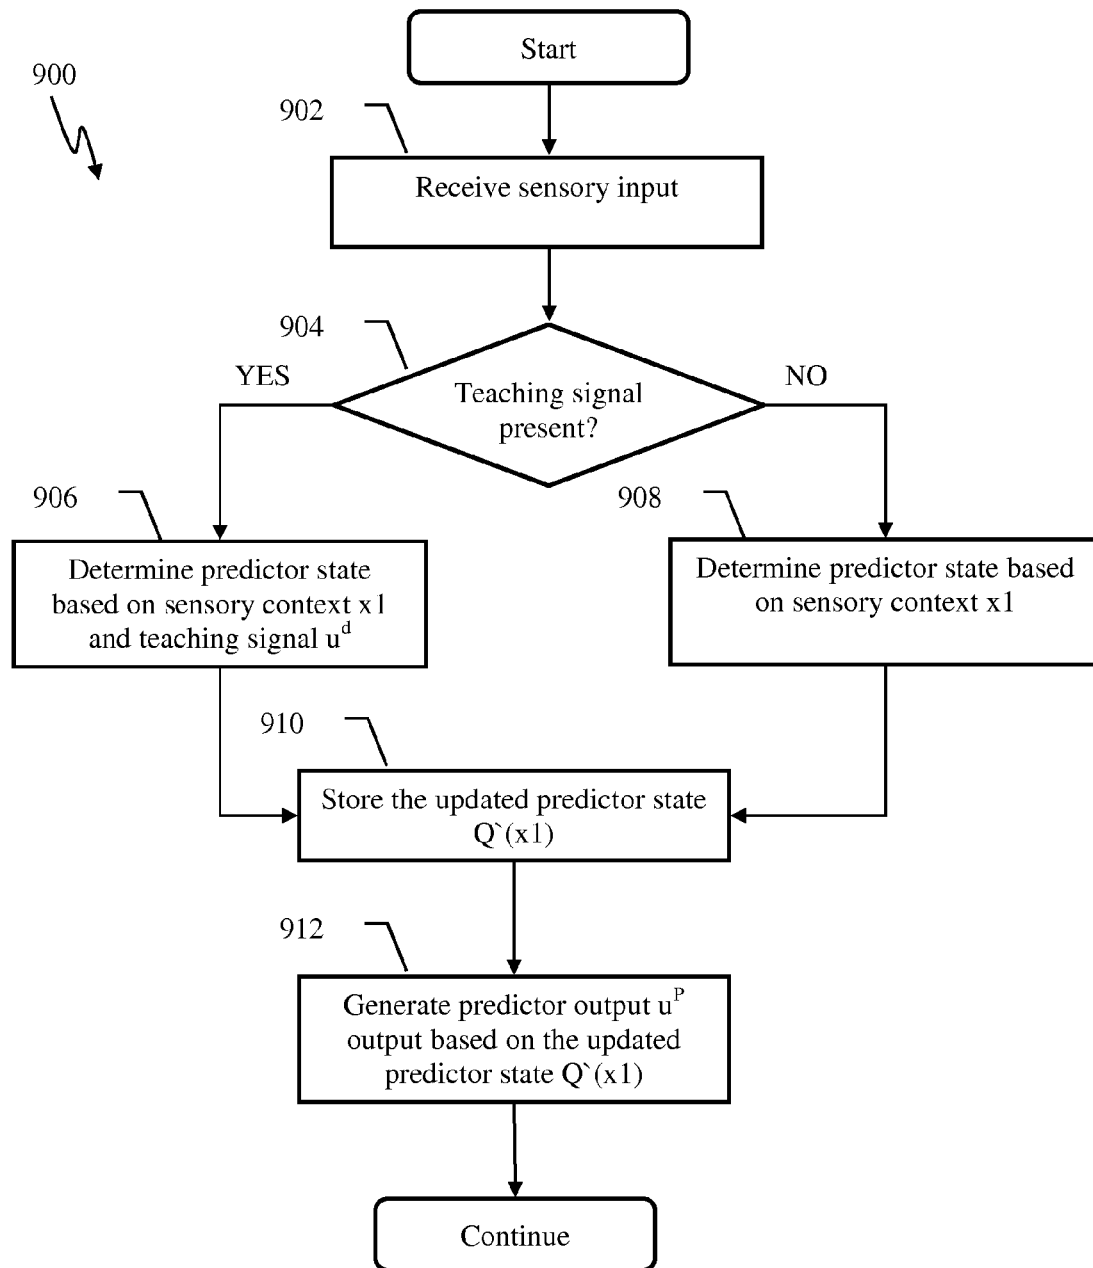 Start
900
902
Receive sensory input
904
YES
NO
Teaching signal
present?
906
908
Determine predictor state
based on sensory context x1
and teaching signal u^d
Determine predictor state based
on sensory context x1
910
Store the updated predictor state
Q`(x1)
912
Generate predictor output u^P
output based on the updated
predictor state Q`(x1)
Continue